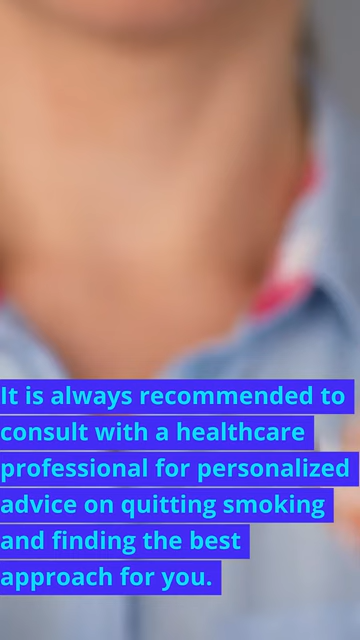 It is always recommended to
consult with a healthcare
professional for personalized
advice on quitting smoking
and finding the best
approach for you.